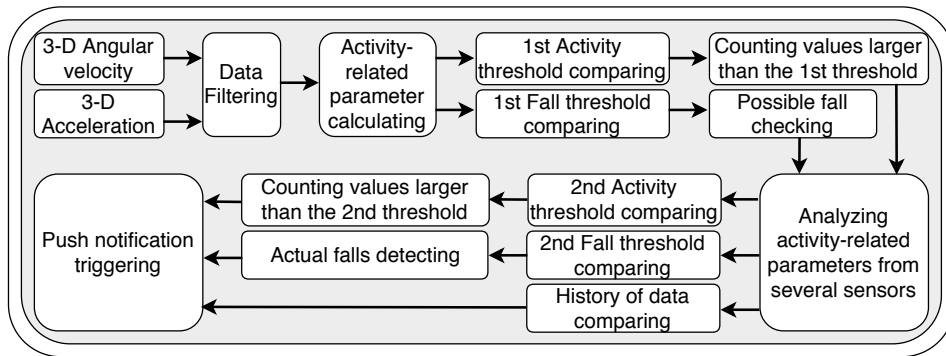 3-D Angular
velocity
3-D
Acceleration
Data
Filtering
Activity-
related
parameter
calculating
1st Activity
threshold comparing
1st Fall threshold
comparing
Counting values larger
than the 1st threshold
Possible fall
checking
Analyzing
activity-related
parameters from
several sensors
2nd Activity
threshold comparing
2nd Fall threshold
comparing
History of data
comparing
Counting values larger
than the 2nd threshold
Actual falls detecting
Push notification
triggering